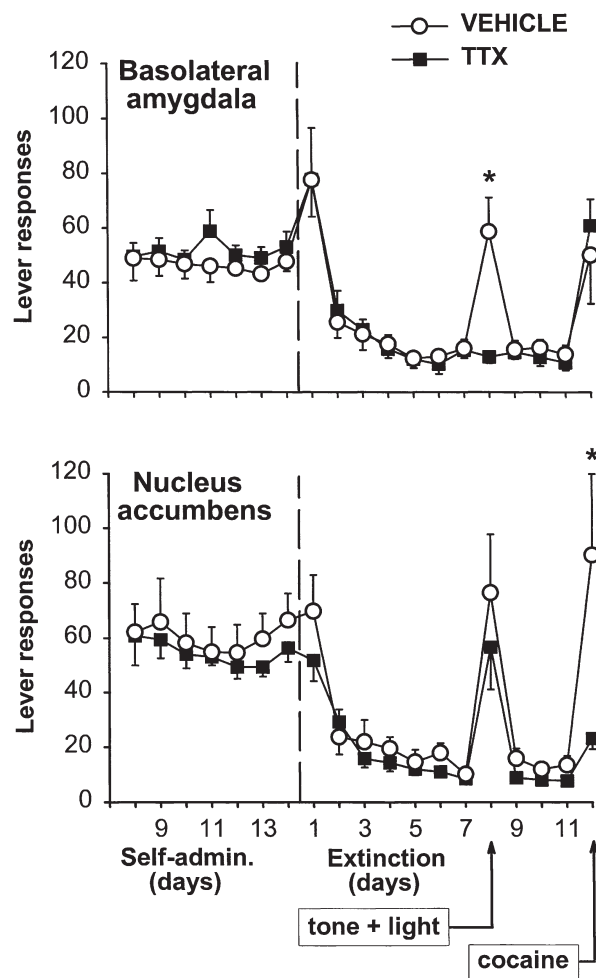 VEHICLE
TTX
Basolateral
amygdala
Lever responses
120
100
80
60
40
20
0
*
Nucleus
accumbens
Lever responses
120
100
80
60
40
20
0
*
9 11 13 1 3 5 7 9 11
Self-admin.
(days)
Extinction
(days)
tone + light
cocaine